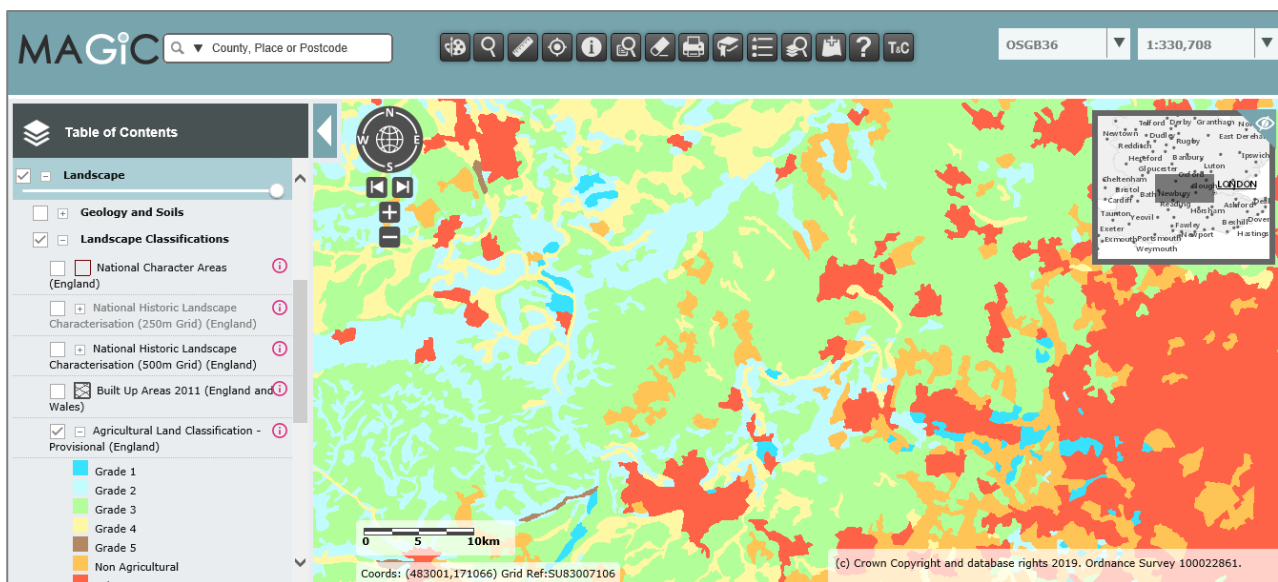 MAGiC
County, Place or Postcode
T&C
OSGB36
1:330,708
Table of Contents
Landscape
Geology and Soils
Landscape Classifications
National Character Areas
(England)
National Historic Landscape
Characterisation (250m Grid) (England)
National Historic Landscape
Characterisation (500m Grid) (England)
Built Up Areas 2011 (England and
Wales)
Agricultural Land Classification -
Provisional (England)
Grade 1
Grade 2
Grade 3
Grade 4
Grade 5
Non Agricultural
N
W E
S
0 5 10km
Coords: (483001,171066) Grid Ref:SU83007106
Telford Derby Grantham
Newtown Dudley Rugby East Dereham
Redditch
Hereford Banbury Ipswich
Gloucester Luton
Cheltenham Oxford
Bristol Slough LONDON
Cardiff Bath Newbury
Reading Ashford
Taunton Yeovil Horsham
Fawley Bexhill Dover
Exeter Newport Hastings
Exmouth Portsmouth
Weymouth
(c) Crown Copyright and database rights 2019. Ordnance Survey 100022861.